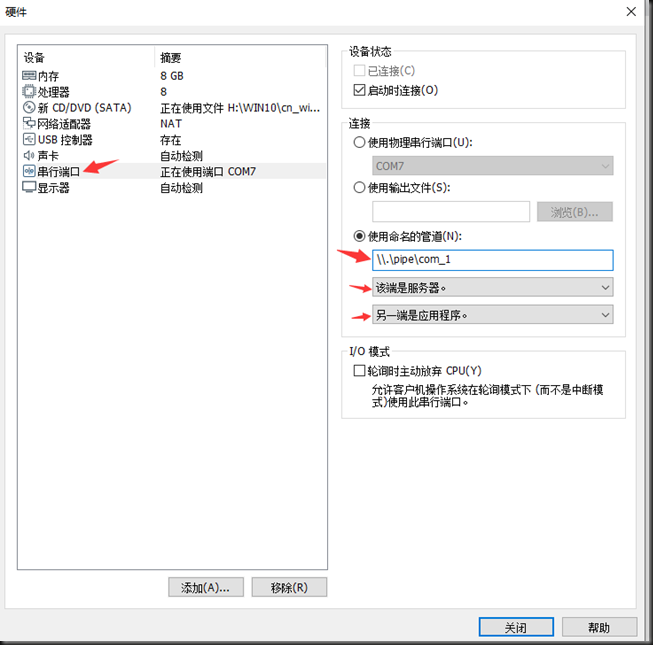 硬件
设备 摘要
内存 8 GB
处理器 8
新 CD/DVD (SATA) 正在使用文件 H:\WIN10\cn_wi...
网络适配器 NAT
USB 控制器 存在
声卡 自动检测
串行端口 正在使用端口 COM7
显示器 自动检测
添加(A)... 移除(R)
设备状态
已连接(C)
启动时连接(O)
连接
使用物理串行端口(U):
COM7
使用输出文件(S):
浏览(B)...
使用命名的管道(N):
\\.\pipe\com_1
该端是服务器。
另一端是应用程序。
I/O 模式
轮询时主动放弃 CPU(Y)
允许客户机操作系统在轮询模式下 (而不是中断模
式)使用此串行端口。
关闭 帮助